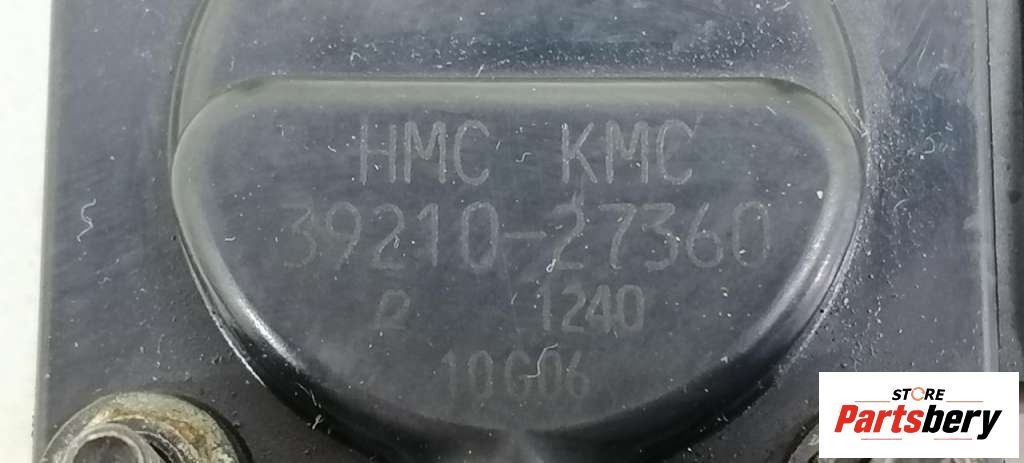 HMC KMC
39210-27360
1240
10G06
STORE
Partsbery